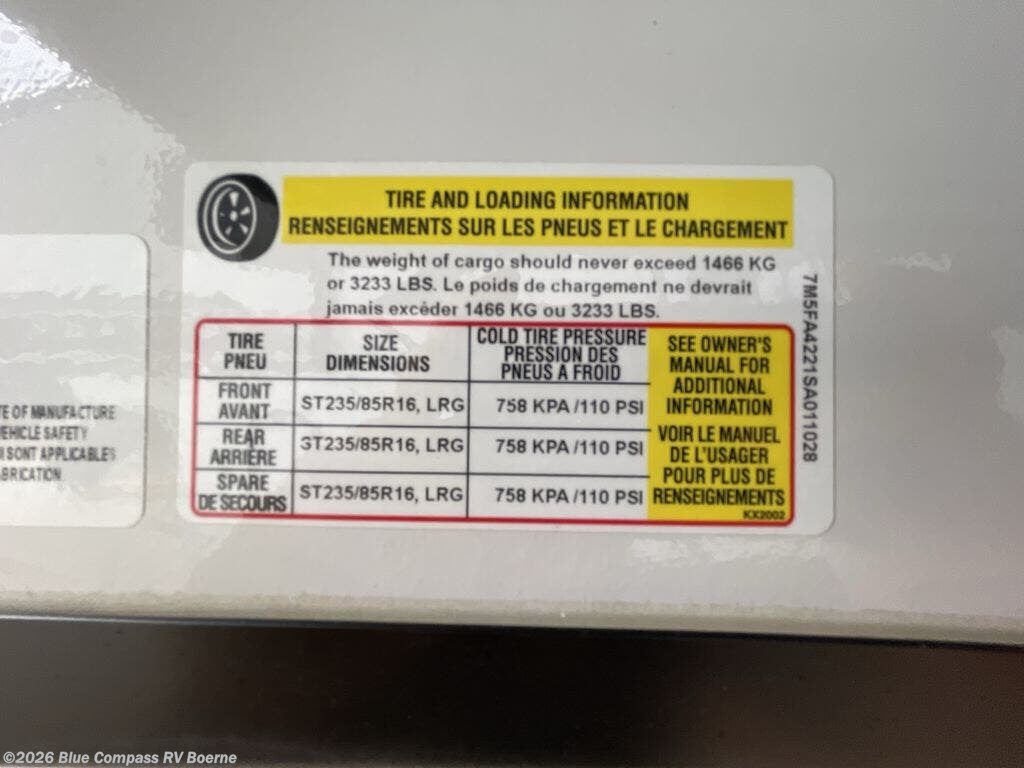 TIRE AND LOADING INFORMATION
RENSEIGNEMENTS SUR LES PNEUS ET LE CHARGEMENT
The weight of cargo should never exceed 1466 KG
or 3233 LBS. Le poids de chargement ne devrait
jamais excéder 1466 KG ou 3233 LBS.
TIRE
PNEU
SIZE
DIMENSIONS
COLD TIRE PRESSURE
PRESSION DES
PNEUS A FROID
FRONT
AVANT
ST235/85R16, LRG
758 KPA /110 PSI
REAR
ARRIÈRE
ST235/85R16, LRG
758 KPA /110 PSI
SPARE
DE SECOURS
ST235/85R16, LRG
758 KPA /110 PSI
SEE OWNER'S
MANUAL FOR
ADDITIONAL
INFORMATION
VOIR LE MANUEL
DE L'USAGER
POUR PLUS DE
RENSEIGNEMENTS
KX2002
7M5FA4221SA011028
TE OF MANUFACTURE
EHICLE SAFETY
I SONT APPLICABLES
BRICATION
©2026 Blue Compass RV Boerne